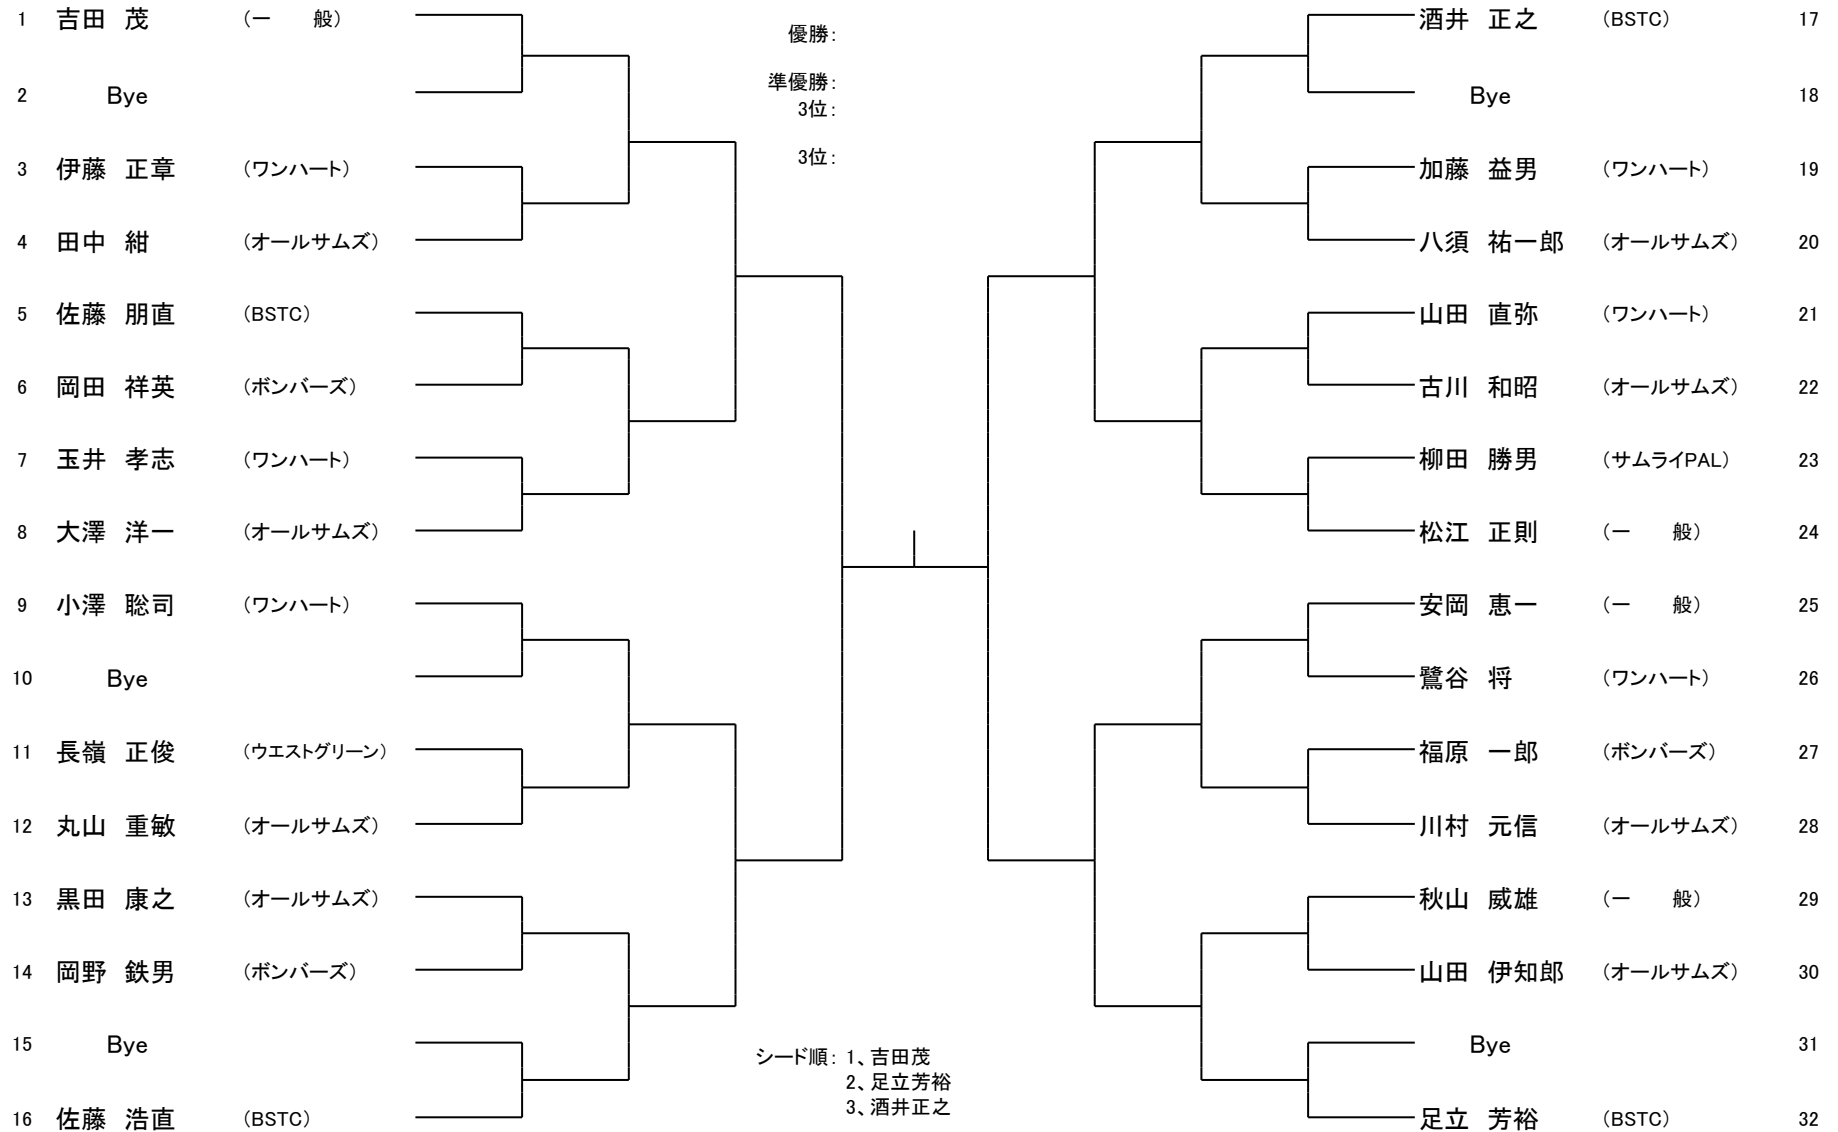 1 吉田 茂 （一　　般）
2 Bye
3 伊藤 正章 （ワンハート）
4 田中 紺 （オールサムズ）
5 佐藤 朋直 （BSTC）
6 岡田 祥英 （ボンバーズ）
7 玉井 孝志 （ワンハート）
8 大澤 洋一 （オールサムズ）
9 小澤 聡司 （ワンハート）
10 Bye
11 長嶺 正俊 （ウエストグリーン）
12 丸山 重敏 （オールサムズ）
13 黒田 康之 （オールサムズ）
14 岡野 鉄男 （ボンバーズ）
15 Bye
16 佐藤 浩直 （BSTC）
優勝：
準優勝：
3位：
3位：
シード順： 1、吉田茂
2、足立芳裕
3、酒井正之
酒井 正之 （BSTC） 17
Bye 18
加藤 益男 （ワンハート） 19
八須 祐一郎 （オールサムズ） 20
山田 直弥 （ワンハート） 21
古川 和昭 （オールサムズ） 22
柳田 勝男 （サムライPAL） 23
松江 正則 （一　　般） 24
安岡 恵一 （一　　般） 25
鷺谷 将 （ワンハート） 26
福原 一郎 （ボンバーズ） 27
川村 元信 （オールサムズ） 28
秋山 威雄 （一　　般） 29
山田 伊知郎 （オールサムズ） 30
Bye 31
足立 芳裕 （BSTC） 32